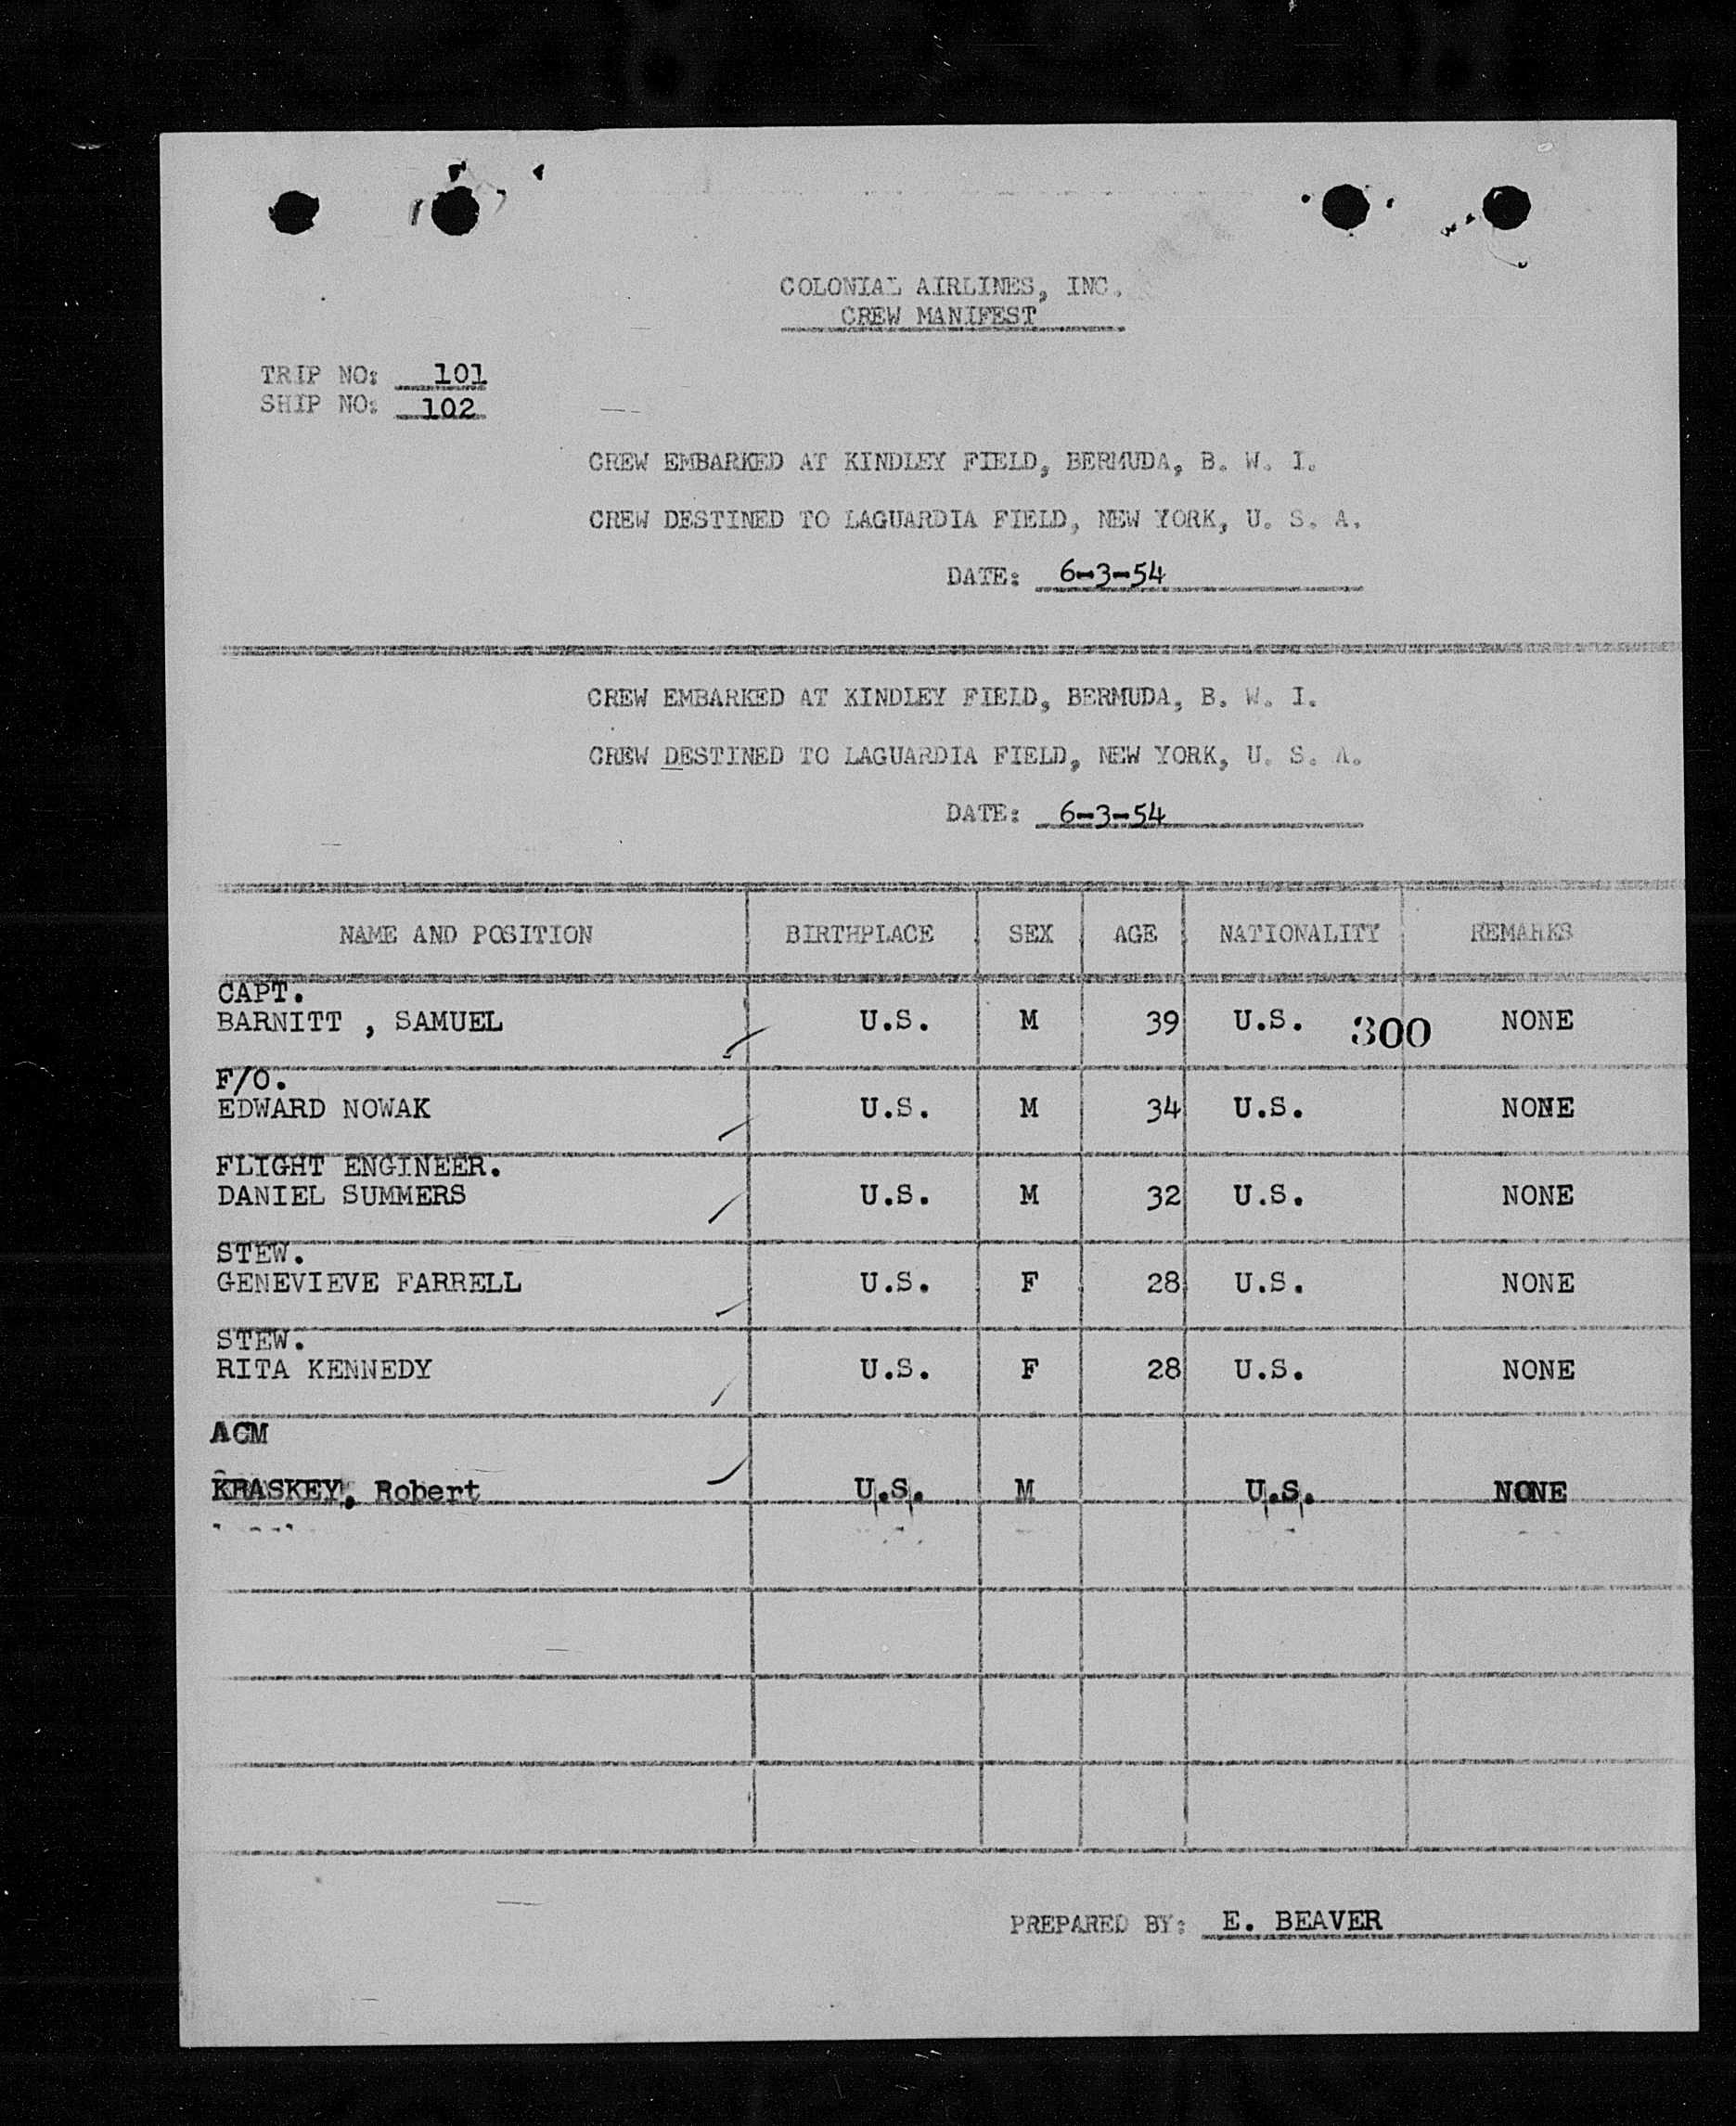 COLONIAL AIRLINES, INC.
CREW MANIFEST
TRIP NO: 101
SHIP NO: 102
CREW EMBARKED AT KINDLEY FIELD, BERMUDA, B. W. I.
CREW DESTINED TO LAGUARDIA FIELD, NEW YORK, U. S. A.
DATE: 6-3-54
CREW EMBARKED AT KINDLEY FIELD, BERMUDA, B. W. I.
CREW DESTINED TO LAGUARDIA FIELD, NEW YORK, U. S. A.
DATE: 6-3-54
NAME AND POSITION BIRTHPLACE SEX AGE NATIONALITY REMARKS
CAPT.
BARNITT , SAMUEL U.S. M 39 U.S. 300 NONE
F/O.
EDWARD NOWAK U.S. M 34 U.S. NONE
FLIGHT ENGINEER.
DANIEL SUMMERS U.S. M 32 U.S. NONE
STEW.
GENEVIEVE FARRELL U.S. F 28 U.S. NONE
STEW.
RITA KENNEDY U.S. F 28 U.S. NONE
ACM
KRASKEY, Robert U.S. M U.S. NONE
PREPARED BY: E. BEAVER